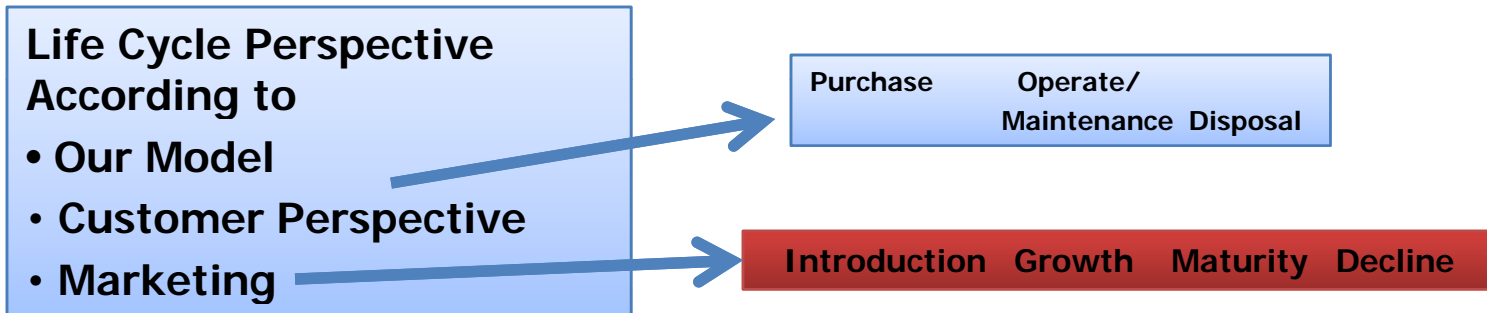 Life Cycle Perspective
According to
• Our Model
• Customer Perspective
• Marketing
Purchase Operate/
Maintenance Disposal
Introduction Growth Maturity Decline